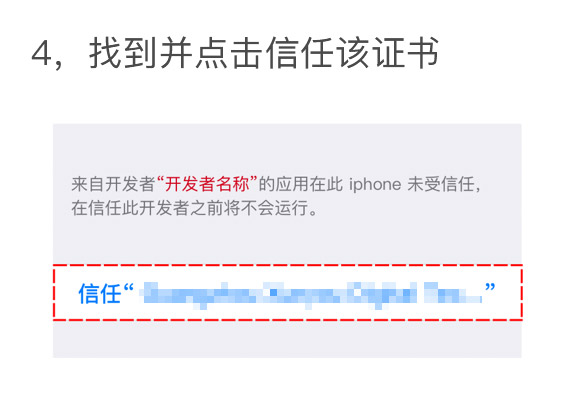 4，找到并点击信任该证书
来自开发者“开发者名称”的应用在此 iphone 未受信任，
在信任此开发者之前将不会运行。
信任“ ”